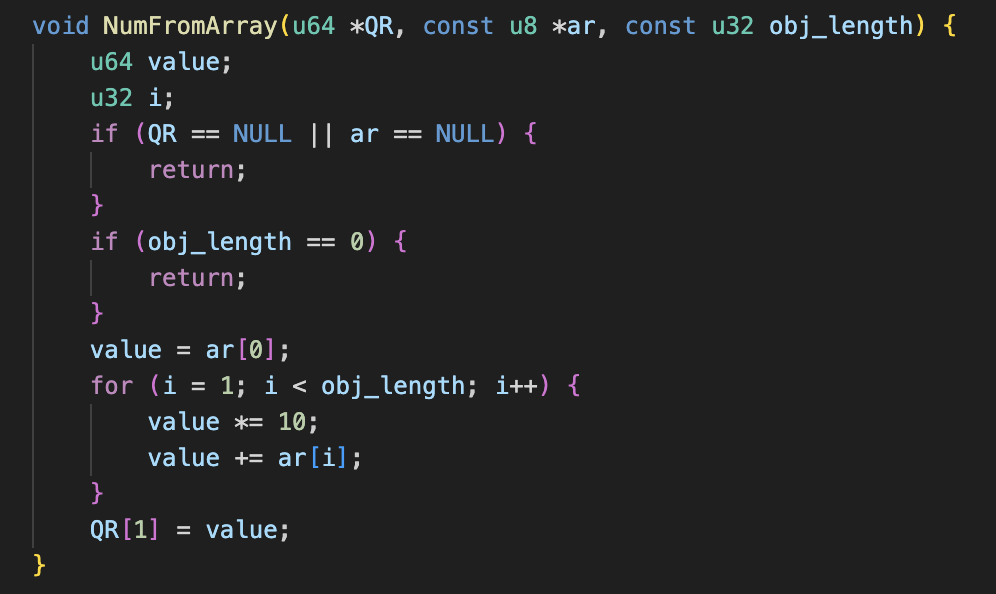 void NumFromArray(u64 *QR, const u8 *ar, const u32 obj_length) {
    u64 value;
    u32 i;
    if (QR == NULL || ar == NULL) {
        return;
    }
    if (obj_length == 0) {
        return;
    }
    value = ar[0];
    for (i = 1; i < obj_length; i++) {
        value *= 10;
        value += ar[i];
    }
    QR[1] = value;
}